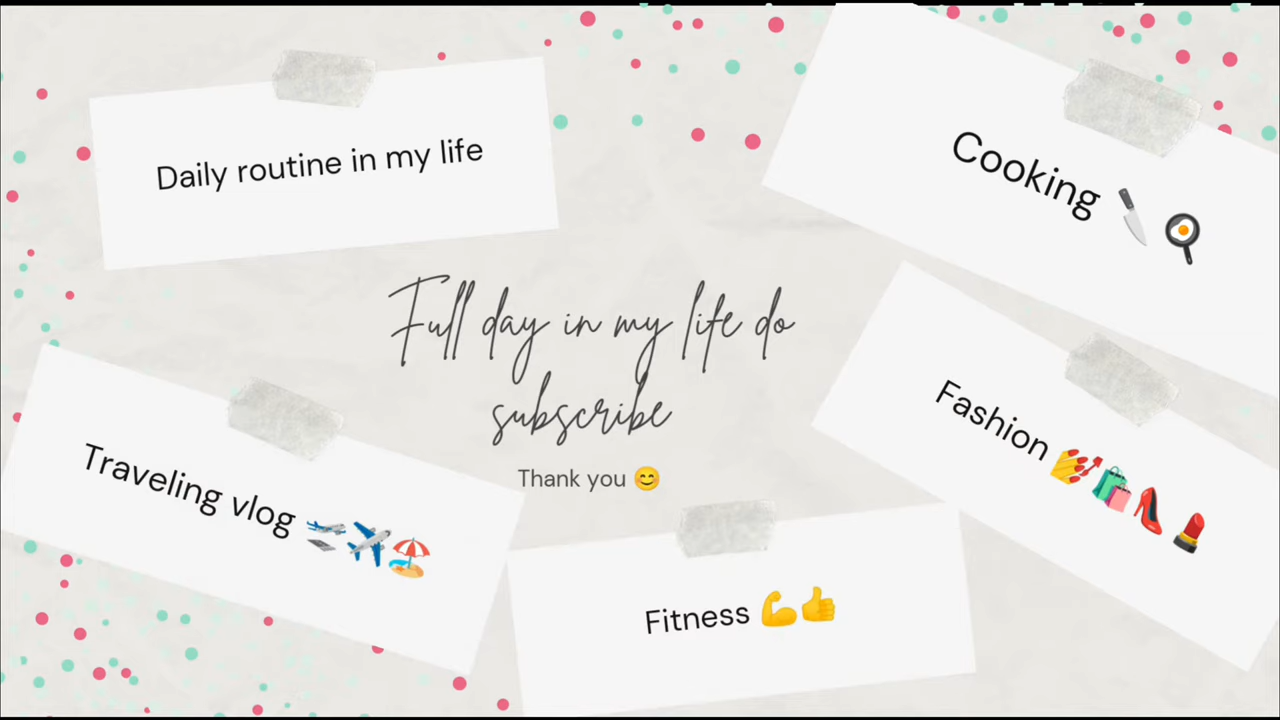 Daily routine in my life
Cooking 🔪 🍳
Full day in my life do
subscribe
Thank you 😊
Fashion 💅🛍️👠💄
Traveling vlog 🛫✈️🏖️
Fitness 💪👍